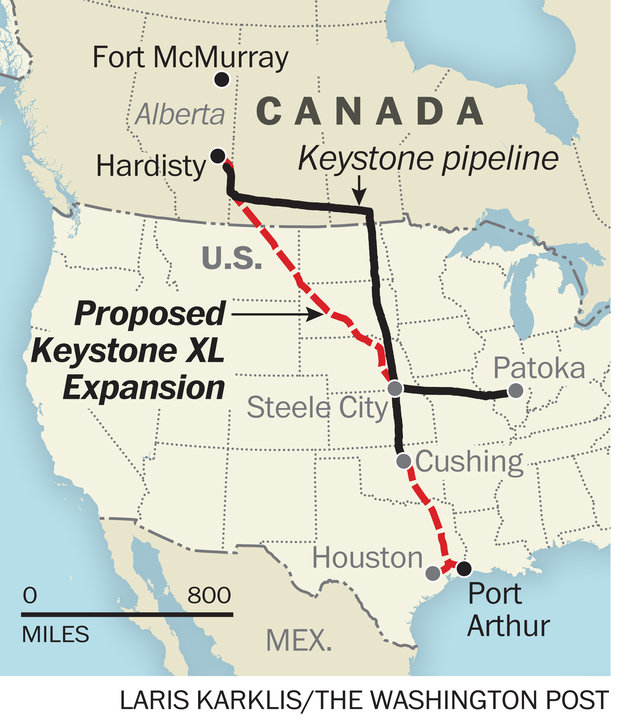 Fort McMurray
Alberta
CANADA
Hardisty
Keystone pipeline
U.S.
Proposed
Keystone XL
Expansion
Patoka
Steele City
Cushing
Houston
Port
Arthur
0 800
MILES
MEX.
LARIS KARKLIS/THE WASHINGTON POST